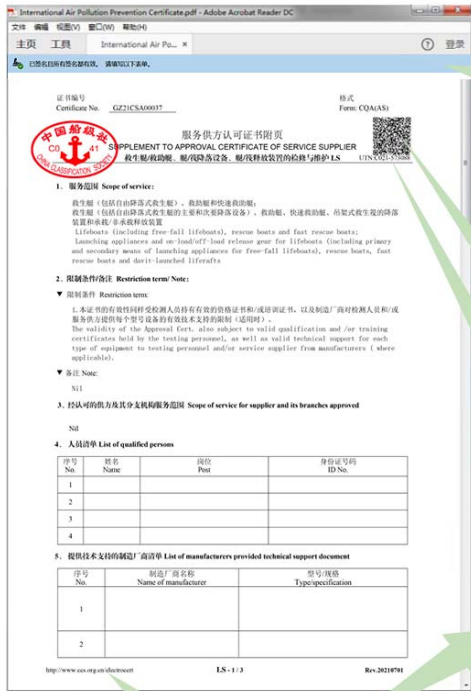 International Air Pollution Prevention Certificate.pdf - Adobe Acrobat Reader DC
文件 编辑 视图(V) 窗口(W) 帮助(H)
主页 工具 International Air Po... × ? 登录
已签名且所有签名都有效。 请填写以下表单。
证书编号 格式
Certificate No. GZ21CSA00037 Form: CQA(AS)
中国船级社
CO 41
CHINA CLASSIFICATION SOCIETY
服务供方认可证书附页
SUPPLEMENT TO APPROVAL CERTIFICATE OF SERVICE SUPPLIER
救生艇/救助艇、艇/筏降落设备、艇/筏释放装置的检修与维护 LS
1. 服务范围 Scope of service:
救生艇（包括自由降落式救生艇）、救助艇和快速救助艇；
救生艇（包括自由降落式救生艇的主要和次要降落设备）、救助艇、快速救助艇、吊架式救生筏的降落
装置和承载/非承载释放装置
Lifeboats (including free-fall lifeboats), rescue boats and fast rescue boats;
Launching appliances and on-load/off-load release gear for lifeboats (including primary
and secondary means of launching appliances for free-fall lifeboats), rescue boats, fast
rescue boats and davit-launched liferafts
2. 限制条件/备注 Restriction term/ Note:
▼ 限制条件 Restriction term:
1.本证书的有效性同样受检测人员持有有效的资格证书和/或培训证书，以及制造厂商对检测人员和/或
服务供方提供每个型号设备的有效技术支持的限制（适用时）。
The validity of the Approval Cert. also subject to valid qualification and /or training
certificates held by the testing personnel, as well as valid technical support for each
type of equipment to testing personnel and/or service supplier from manufacturers ( where
applicable).
▼ 备注 Note:
Nil
3. 经认可的供方及其分支机构服务范围 Scope of service for supplier and its branches approved
Nil
4. 人员清单 List of qualified persons
序号 姓名 岗位 身份证号码
No. Name Post ID No.
1
2
3
4
5. 提供技术支持的制造厂商清单 List of manufacturers provided technical support document
序号 制造厂商名称 型号/规格
No. Name of manufacturer Type/specification
1
2
http://www.ccs.org.cn/electrocert LS - 1 / 3 Rev.20210701